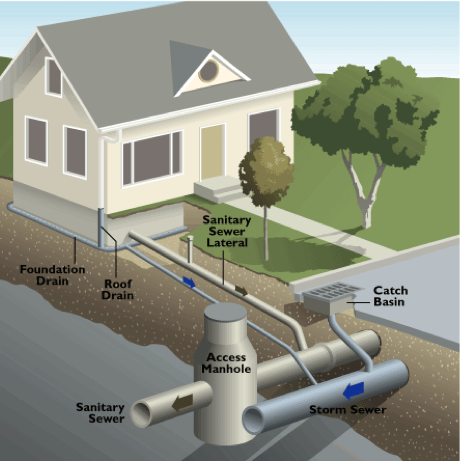 Sanitary
Sewer
Lateral
Foundation
Drain
Roof
Drain
Catch
Basin
Access
Manhole
Sanitary
Sewer
Storm Sewer